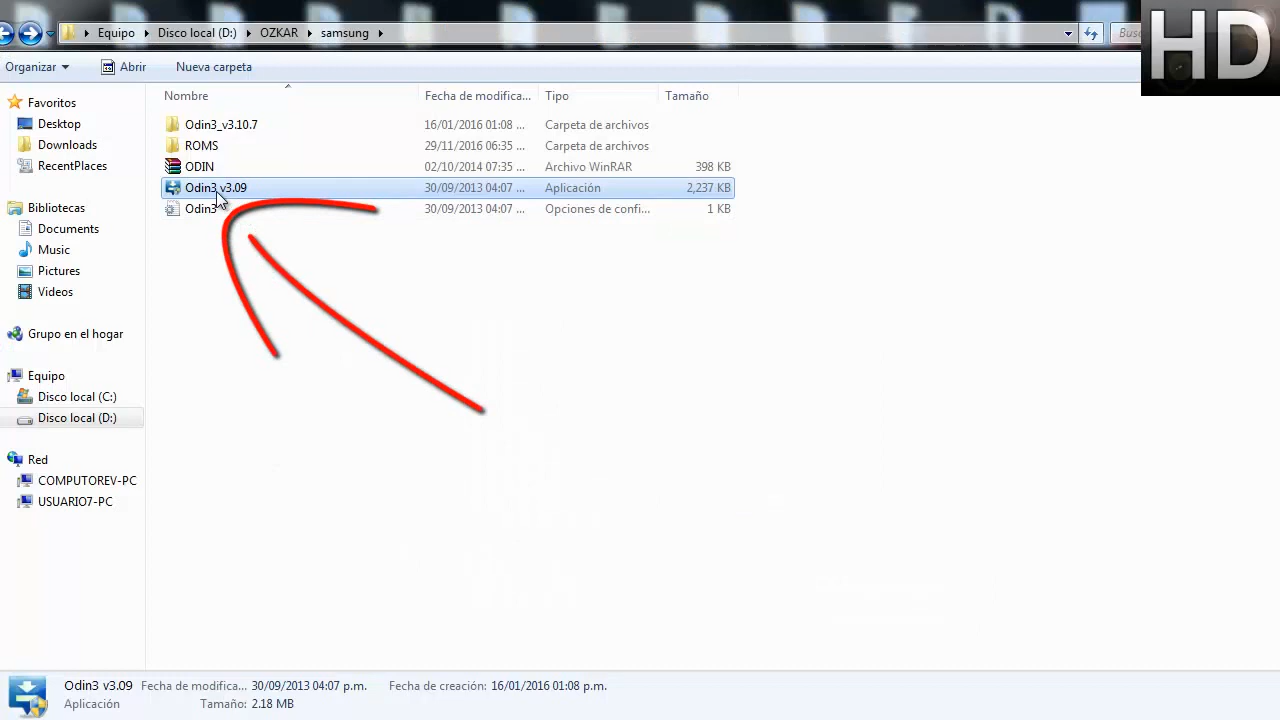 Equipo Disco local (D:) OZKAR samsung Busc
HD
Organizar Abrir Nueva carpeta
Nombre Fecha de modifica... Tipo Tamaño
Favoritos
Desktop
Downloads
RecentPlaces
Bibliotecas
Documents
Music
Pictures
Videos
Grupo en el hogar
Equipo
Disco local (C:)
Disco local (D:)
Red
COMPUTOREV-PC
USUARIO7-PC
Odin3_v3.10.7 16/01/2016 01:08 ... Carpeta de archivos
ROMS 29/11/2016 06:35 ... Carpeta de archivos
ODIN 02/10/2014 07:35 ... Archivo WinRAR 398 KB
Odin3 v3.09 30/09/2013 04:07 ... Aplicación 2,237 KB
Odin3 30/09/2013 04:07 ... Opciones de confi... 1 KB
Odin3 v3.09 Fecha de modifica... 30/09/2013 04:07 p.m. Fecha de creación: 16/01/2016 01:08 p.m.
Aplicación Tamaño: 2.18 MB